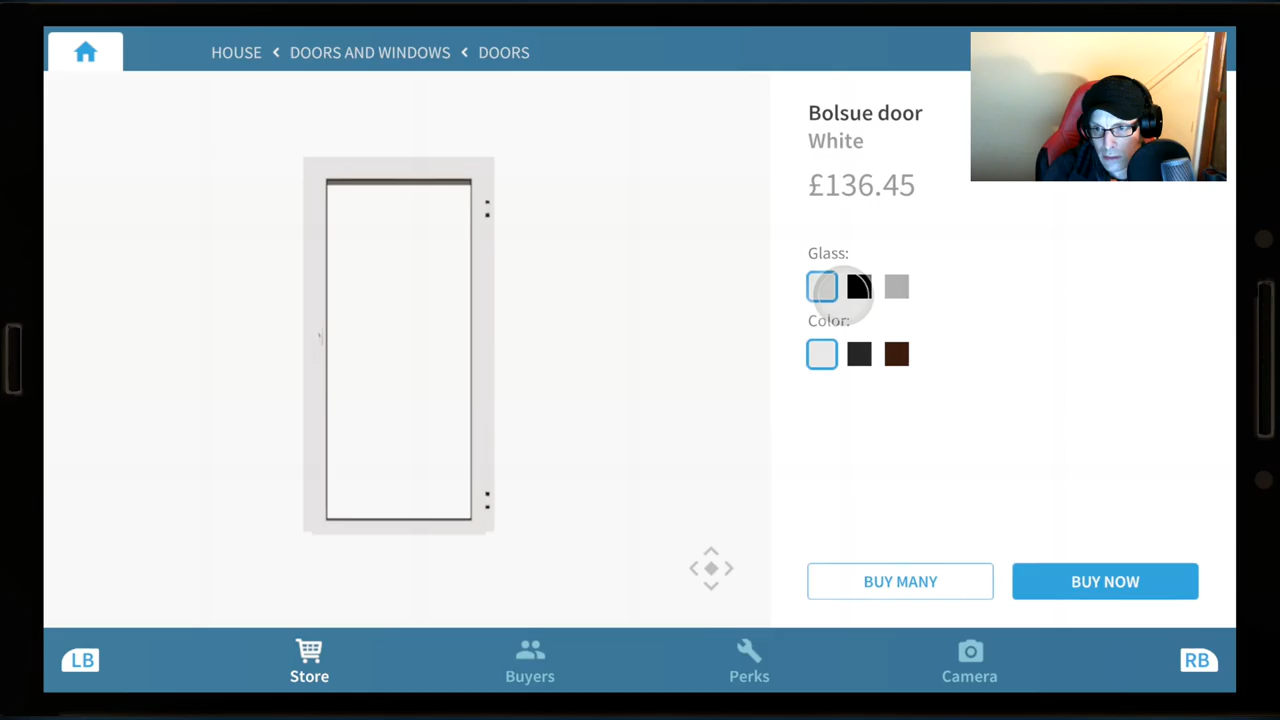 HOUSE < DOORS AND WINDOWS < DOORS
Bolsue door
White
£136.45
Glass:
Color:
BUY MANY
BUY NOW
LB
Store
Buyers
Perks
Camera
RB